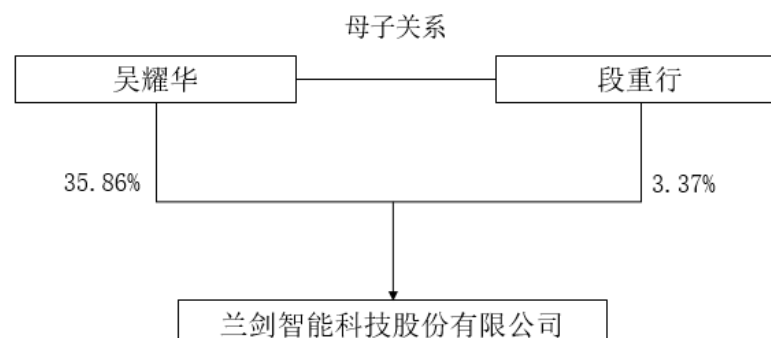 母子关系
吴耀华
段重行
35.86%
3.37%
兰剑智能科技股份有限公司